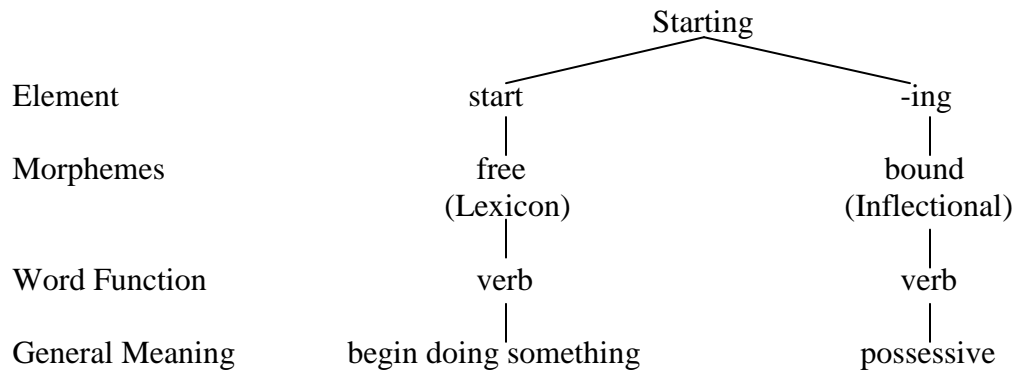 Starting
Element start -ing
Morphemes free bound
(Lexicon) (Inflectional)
Word Function verb verb
General Meaning begin doing something possessive